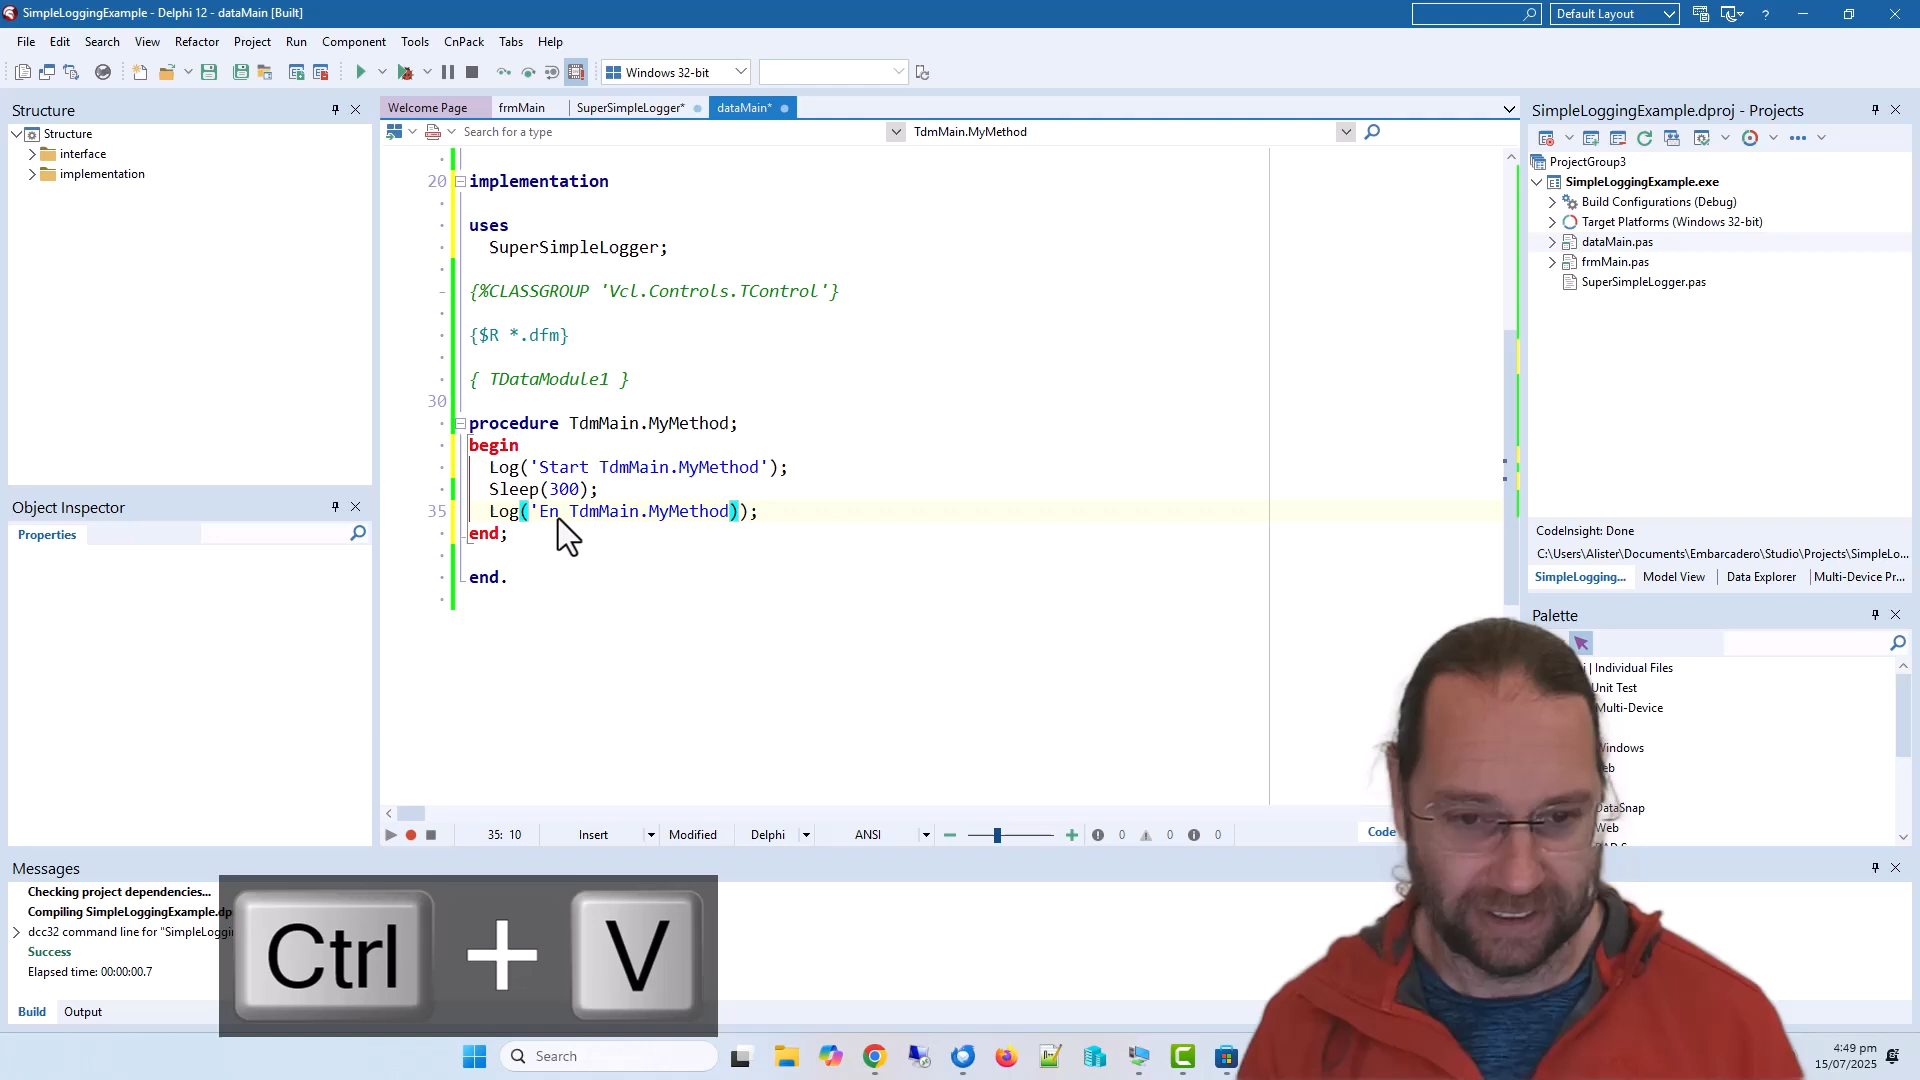 SimpleLoggingExample - Delphi 12 - dataMain [Built]
Default Layout
File Edit Search View Refactor Project Run Component Tools CnPack Tabs Help
Windows 32-bit
Structure
Structure
interface
implementation
Object Inspector
Properties
Welcome Page frmMain SuperSimpleLogger* dataMain*
Search for a type TdmMain.MyMethod
20 implementation
uses
SuperSimpleLogger;
{%CLASSGROUP 'Vcl.Controls.TControl'}
{$R *.dfm}
{ TDataModule1 }
30
procedure TdmMain.MyMethod;
begin
Log('Start TdmMain.MyMethod');
Sleep(300);
35 Log('En TdmMain.MyMethod'));
end;
end.
35: 10 Insert Modified Delphi ANSI 0 0 0 Code
SimpleLoggingExample.dproj - Projects
ProjectGroup3
SimpleLoggingExample.exe
Build Configurations (Debug)
Target Platforms (Windows 32-bit)
dataMain.pas
frmMain.pas
SuperSimpleLogger.pas
CodeInsight: Done
C:\Users\Alister\Documents\Embarcadero\Studio\Projects\SimpleLo...
SimpleLogging... Model View Data Explorer Multi-Device Pr...
Palette
| Individual Files
Unit Test
Multi-Device
Windows
DataSnap
Web
Messages
Checking project dependencies...
Compiling SimpleLoggingExample.dp
dcc32 command line for "SimpleLoggi
Success
Elapsed time: 00:00:00.7
Build Output
Ctrl + V
Search
4:49 pm
15/07/2025